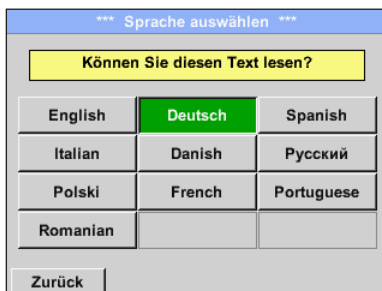 *** Sprache auswählen ***
Können Sie diesen Text lesen?
English Deutsch Spanish
Italian Danish Русский
Polski French Portuguese
Romanian
Zurück